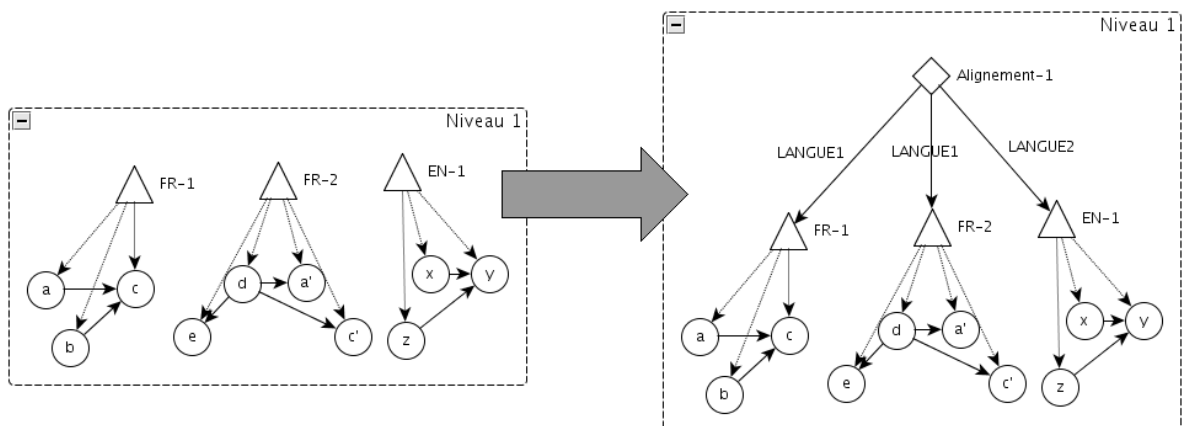 Niveau 1
FR-1
FR-2
EN-1
a
c
b
d
a'
e
c'
x
y
z
Niveau 1
Alignement-1
LANGUE1
LANGUE1
LANGUE2
FR-1
FR-2
EN-1
a
c
b
d
a'
e
c'
x
y
z